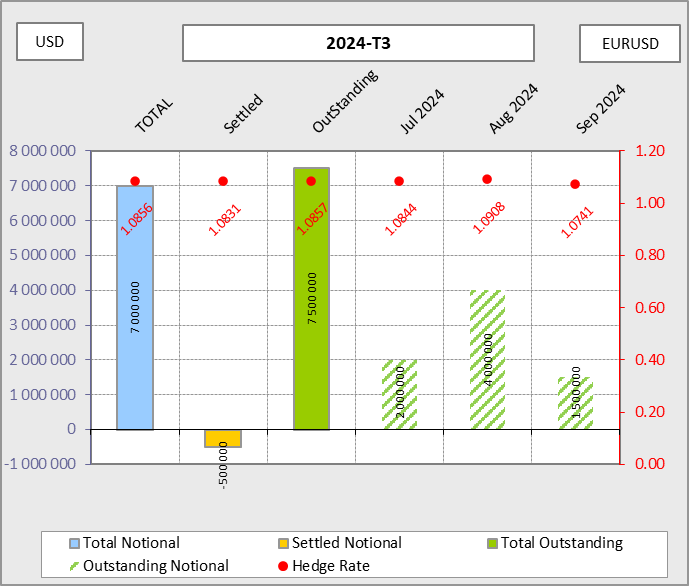 USD
2024-T3
EURUSD
TOTAL
Settled
OutStanding
Jul 2024
Aug 2024
Sep 2024
8 000 000
7 000 000
6 000 000
5 000 000
4 000 000
3 000 000
2 000 000
1 000 000
0
-1 000 000
1.0856
1.0831
1.0857
1.0844
1.0908
1.0741
7 000 000
-500 000
7 500 000
2 000 000
4 000 000
1 500 000
1.20
1.00
0.80
0.60
0.40
0.20
0.00
Total Notional
Settled Notional
Total Outstanding
Outstanding Notional
Hedge Rate